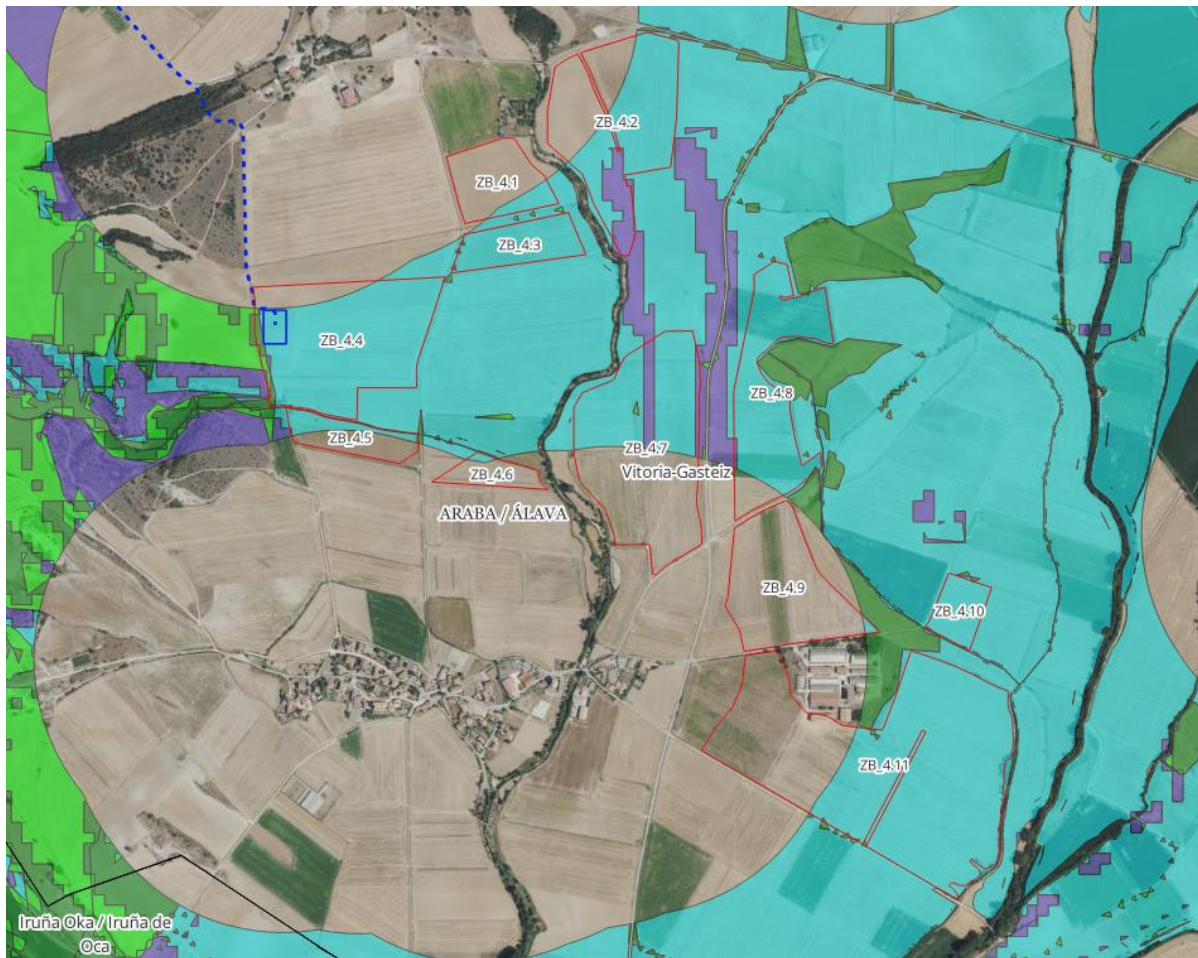 ZB_4.2
ZB_4.1
ZB_4.3
ZB_4.4
ZB_4.8
ZB_4.5
ZB_4.7
ZB_4.6
Vitoria-Gasteiz
ARABA / ÁLAVA
ZB_4.9
ZB_4.10
ZB_4.11
Iruña Oka / Iruña de
Oca